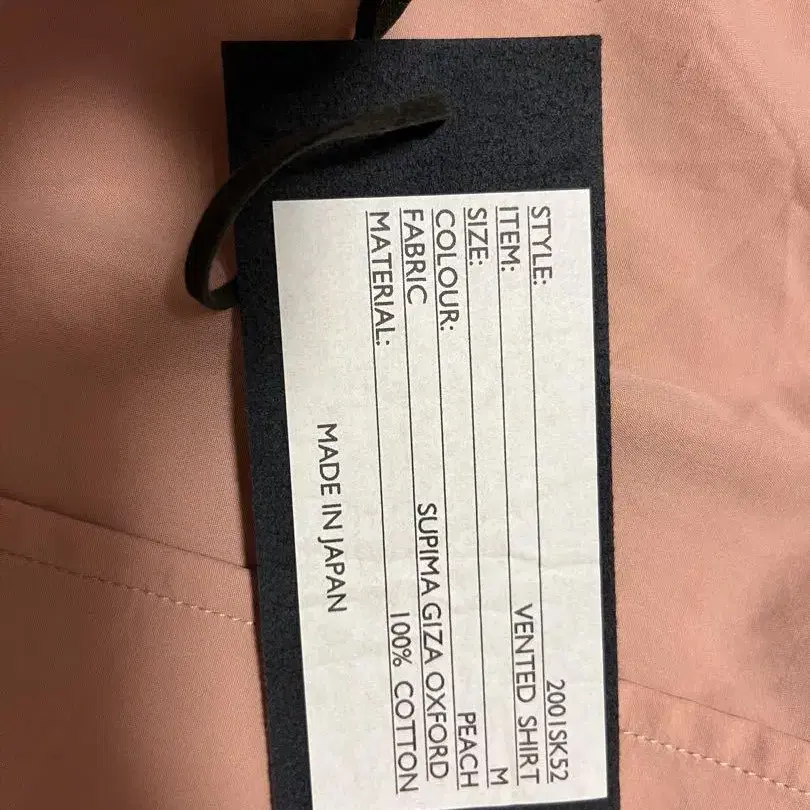 STYLE: 2001SK52
ITEM: VENTED SHIRT
SIZE: M
COLOUR: PEACH
FABRIC SUPIMA GIZA OXFORD
MATERIAL: 100% COTTON
MADE IN JAPAN